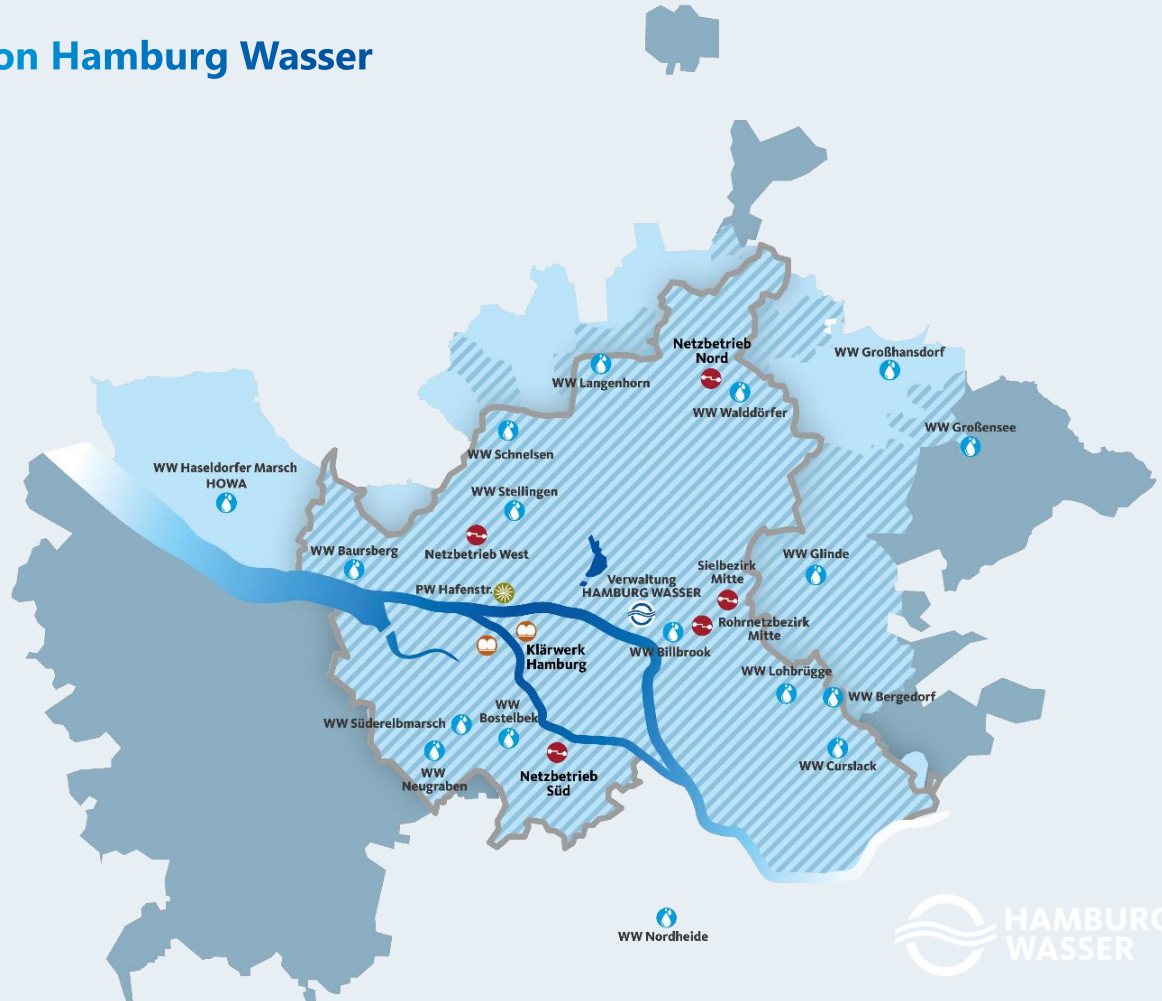 on Hamburg Wasser
Netzbetrieb
Nord
WW Großhansdorf
WW Langenhorn
WW Walddörfer
WW Großensee
WW Schnelsen
WW Haseldorfer Marsch
HOWA
WW Stellingen
WW Baursberg
Netzbetrieb West
WW Glinde
Sielbezirk
Mitte
Verwaltung
HAMBURG WASSER
PW Hafenstr.
Rohrnetzbezirk
Mitte
WW Billbrook
Klärwerk
Hamburg
WW Lohbrügge
WW Bergedorf
WW
Bostelbek
WW Süderelbmarsch
WW Curslack
WW
Neugraben
Netzbetrieb
Süd
WW Nordheide
HAMBURG
WASSER